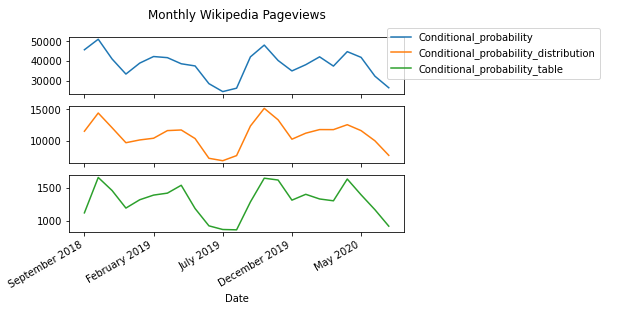 Monthly Wikipedia Pageviews
Conditional_probability
Conditional_probability_distribution
Conditional_probability_table
50000
40000
30000
15000
10000
1500
1000
September 2018
February 2019
July 2019
December 2019
May 2020
Date